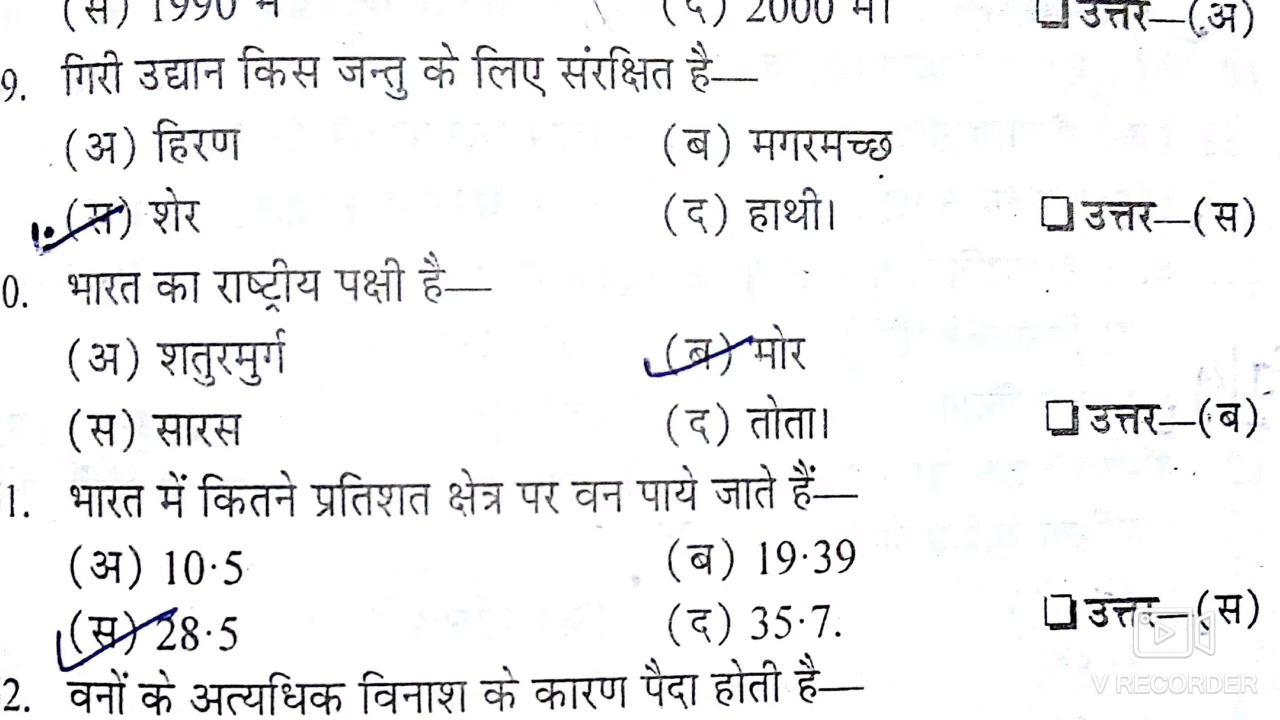 (स) 1990 में (द) 2000 में। उत्तर—(अ)
9. गिरी उद्यान किस जन्तु के लिए संरक्षित है—
(अ) हिरण (ब) मगरमच्छ
(स) शेर (द) हाथी। उत्तर—(स)
0. भारत का राष्ट्रीय पक्षी है—
(अ) शतुरमुर्ग (ब) मोर
(स) सारस (द) तोता। उत्तर—(ब)
1. भारत में कितने प्रतिशत क्षेत्र पर वन पाये जाते हैं—
(अ) 10·5 (ब) 19·39
(स) 28·5 (द) 35·7. उत्तर—(स)
2. वनों के अत्यधिक विनाश के कारण पैदा होती है—
V RECORDER